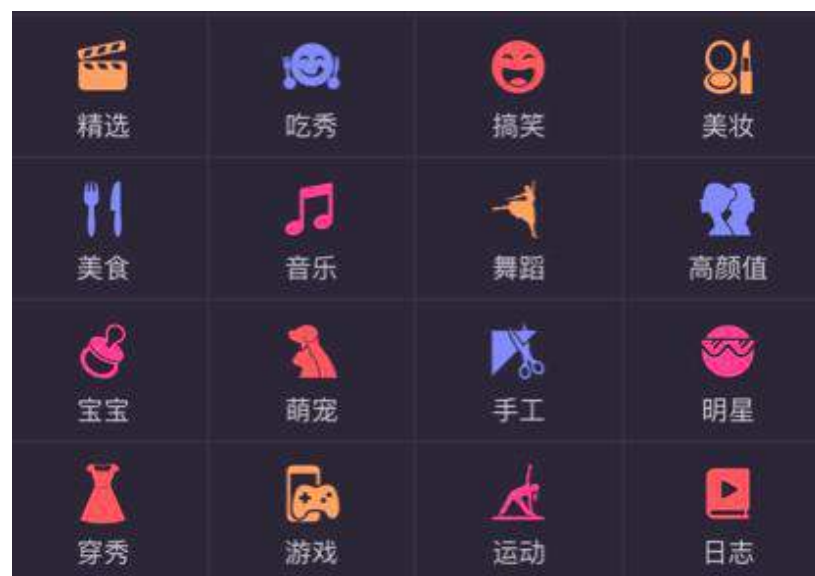 精选 吃秀 搞笑 美妆
美食 音乐 舞蹈 高颜值
宝宝 萌宠 手工 明星
穿秀 游戏 运动 日志